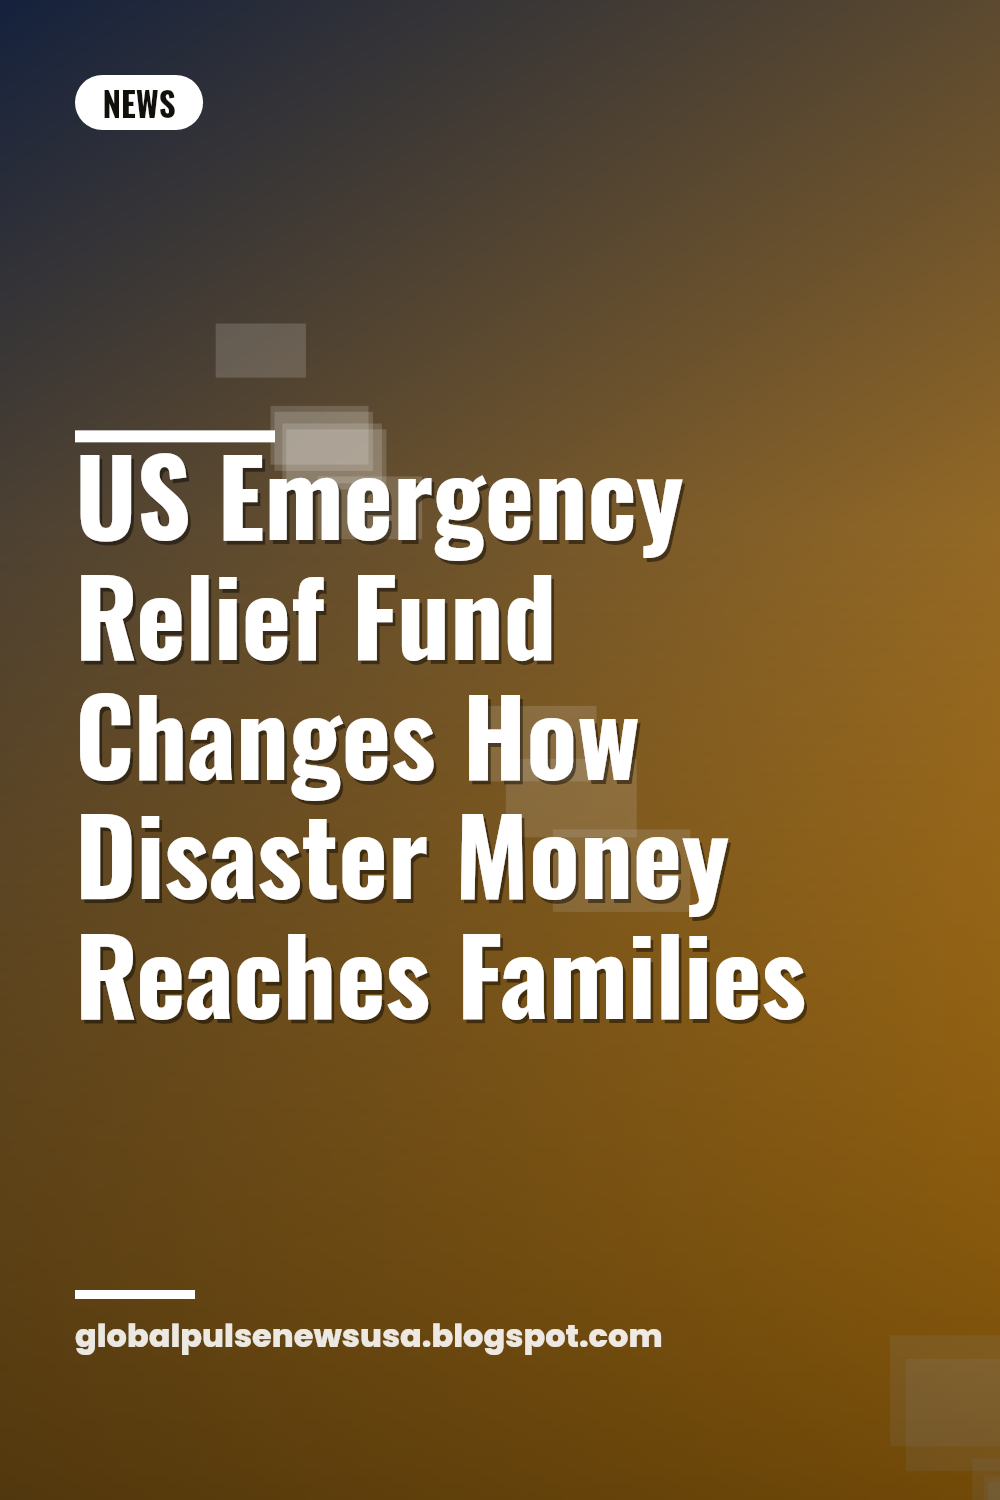 NEWS
US Emergency
Relief Fund
Changes How
Disaster Money
Reaches Families
globalpulsenewsusa.blogspot.com